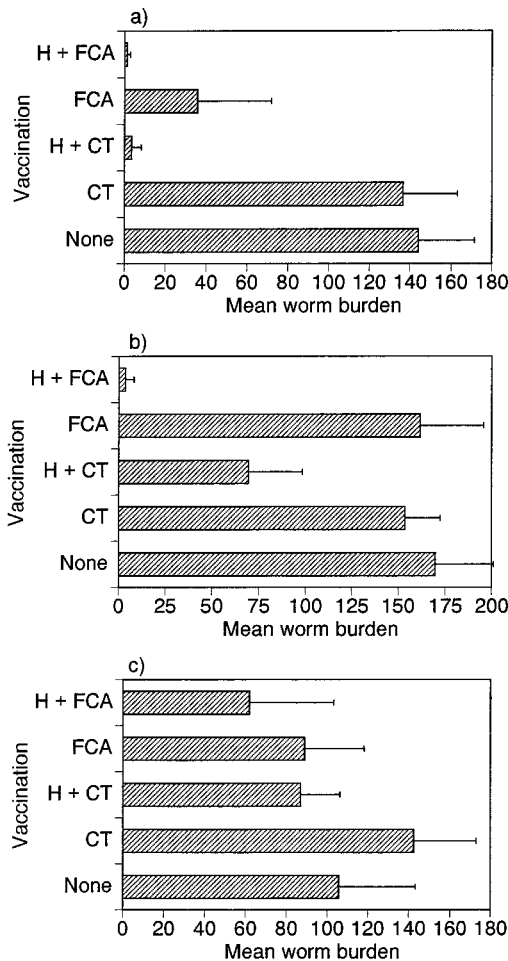 a)
Vaccination
H + FCA
FCA
H + CT
CT
None
0 20 40 60 80 100 120 140 160 180
Mean worm burden
b)
Vaccination
H + FCA
FCA
H + CT
CT
None
0 25 50 75 100 125 150 175 200
Mean worm burden
c)
Vaccination
H + FCA
FCA
H + CT
CT
None
0 20 40 60 80 100 120 140 160 180
Mean worm burden